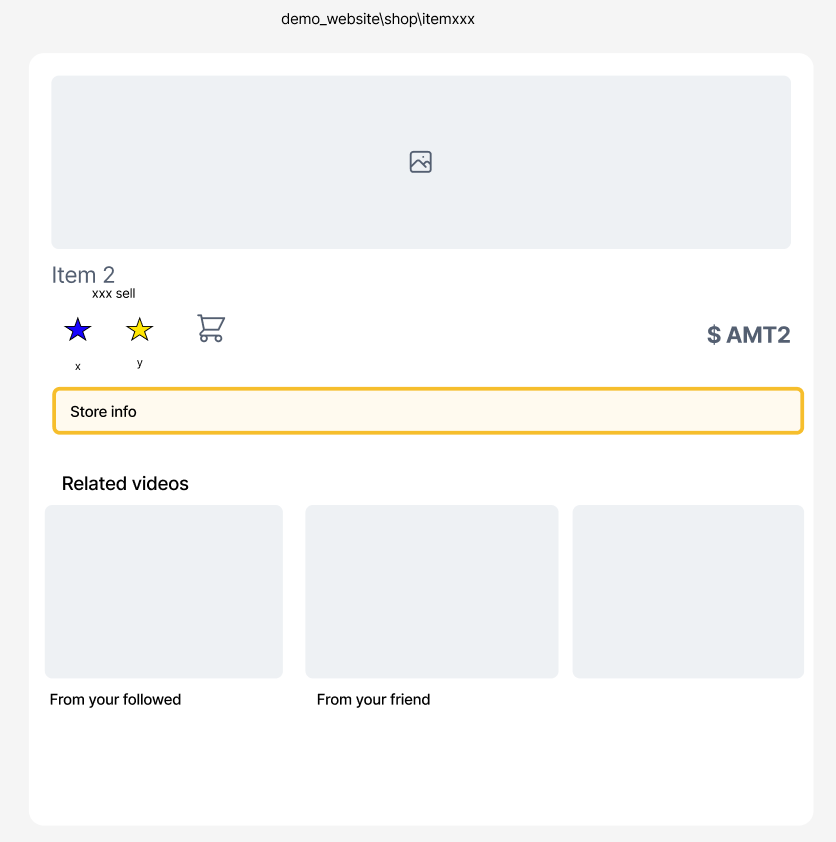 demo_website\shop\itemxxx
Item 2
xxx sell
$ AMT2
x
y
Store info
Related videos
From your followed
From your friend